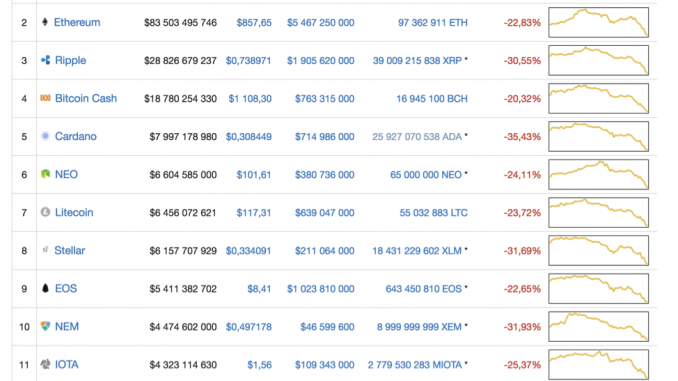 2 Ethereum $83 503 495 746 $857,65 $5 467 250 000 97 362 911 ETH -22,83%
3 Ripple $28 826 679 237 $0,738971 $1 905 620 000 39 009 215 838 XRP * -30,55%
4 Bitcoin Cash $18 780 254 330 $1 108,30 $763 315 000 16 945 100 BCH -20,32%
5 Cardano $7 997 178 980 $0,308449 $714 986 000 25 927 070 538 ADA * -35,43%
6 NEO $6 604 585 000 $101,61 $380 736 000 65 000 000 NEO * -24,11%
7 Litecoin $6 456 072 621 $117,31 $639 047 000 55 032 883 LTC -23,72%
8 Stellar $6 157 707 929 $0,334091 $211 064 000 18 431 229 602 XLM * -31,69%
9 EOS $5 411 382 702 $8,41 $1 023 810 000 643 450 810 EOS * -22,65%
10 NEM $4 474 602 000 $0,497178 $46 599 600 8 999 999 999 XEM * -31,93%
11 IOTA $4 323 114 630 $1,56 $109 343 000 2 779 530 283 MIOTA * -25,37%